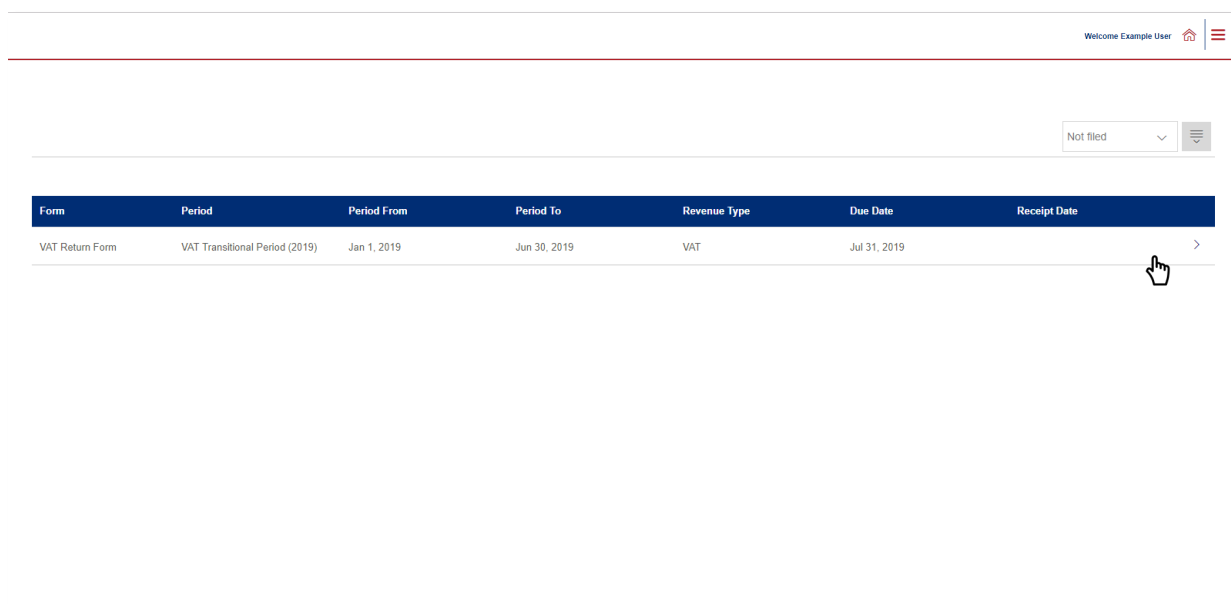 Welcome Example User
Not filed
Form Period Period From Period To Revenue Type Due Date Receipt Date
VAT Return Form VAT Transitional Period (2019) Jan 1, 2019 Jun 30, 2019 VAT Jul 31, 2019